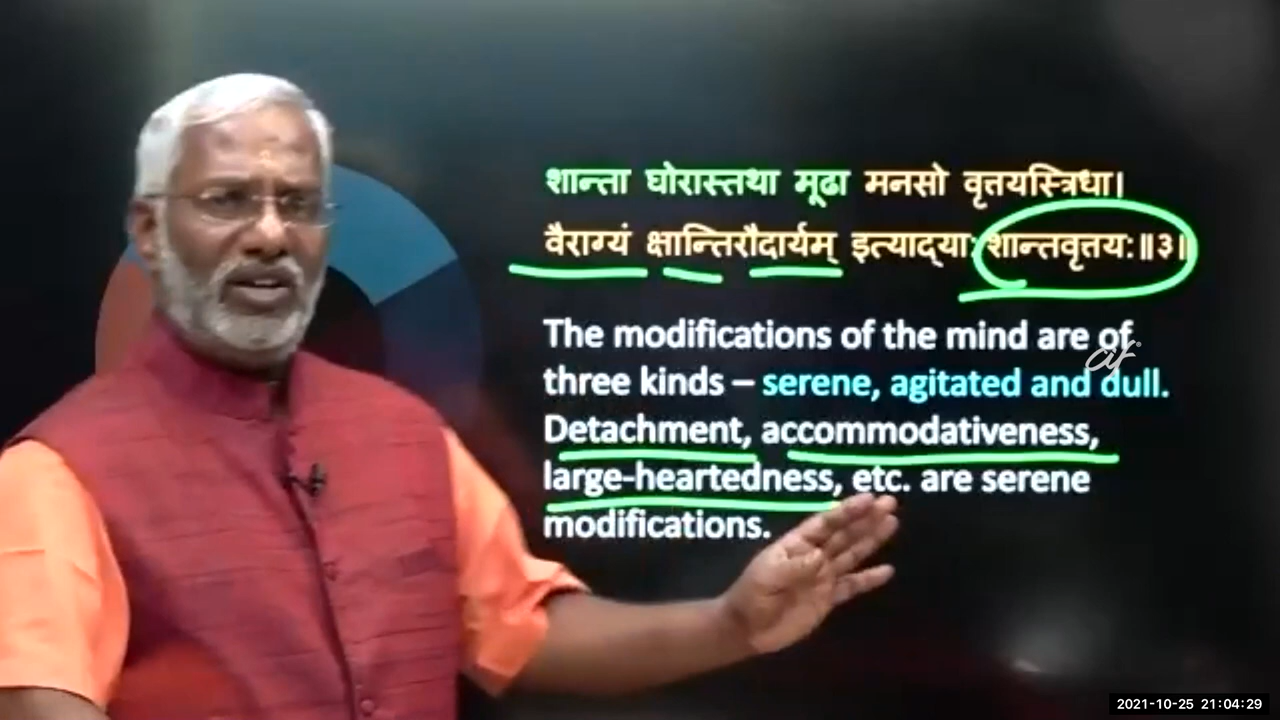 शान्ता घोरास्तथा मूढा मनसो वृत्तयस्त्रिधा।
वैराग्यं क्षान्तिरौदार्यम् इत्याद्या: शान्तवृत्तय:॥३।
The modifications of the mind are of
three kinds – serene, agitated and dull.
Detachment, accommodativeness,
large-heartedness, etc. are serene
modifications.
cif
2021-10-25 21:04:29